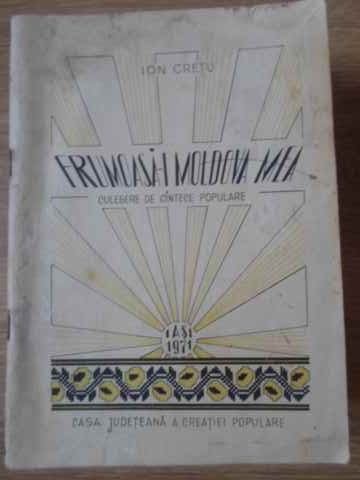 ION CREȚU
FRUMOASĂ-I MOLDOVA MEA
CULEGERE DE CÎNTECE POPULARE
IAȘI
1971
CASA JUDEȚEANĂ A CREAȚIEI POPULARE